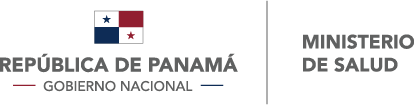 REPÚBLICA DE PANAMÁ
GOBIERNO NACIONAL
MINISTERIO
DE SALUD